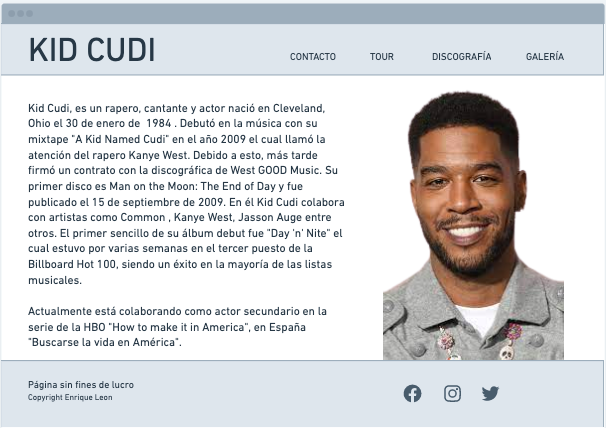 KID CUDI
CONTACTO TOUR DISCOGRAFÍA GALERÍA
Kid Cudi, es un rapero, cantante y actor nació en Cleveland,
Ohio el 30 de enero de 1984 . Debutó en la música con su
mixtape "A Kid Named Cudi" en el año 2009 el cual llamó la
atención del rapero Kanye West. Debido a esto, más tarde
firmó un contrato con la discográfica de West GOOD Music. Su
primer disco es Man on the Moon: The End of Day y fue
publicado el 15 de septiembre de 2009. En él Kid Cudi colabora
con artistas como Common , Kanye West, Jasson Auge entre
otros. El primer sencillo de su álbum debut fue "Day 'n' Nite" el
cual estuvo por varias semanas en el tercer puesto de la
Billboard Hot 100, siendo un éxito en la mayoría de las listas
musicales.
Actualmente está colaborando como actor secundario en la
serie de la HBO "How to make it in America", en España
"Buscarse la vida en América".
Página sin fines de lucro
Copyright Enrique Leon